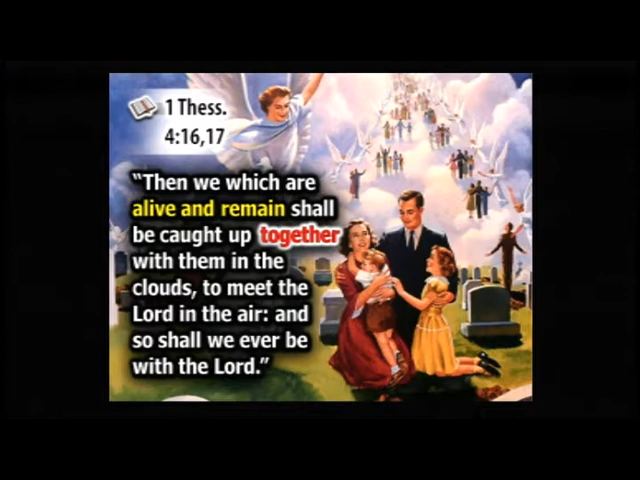 1 Thess.
4:16,17
“Then we which are
alive and remain shall
be caught up together
with them in the
clouds, to meet the
Lord in the air: and
so shall we ever be
with the Lord.”